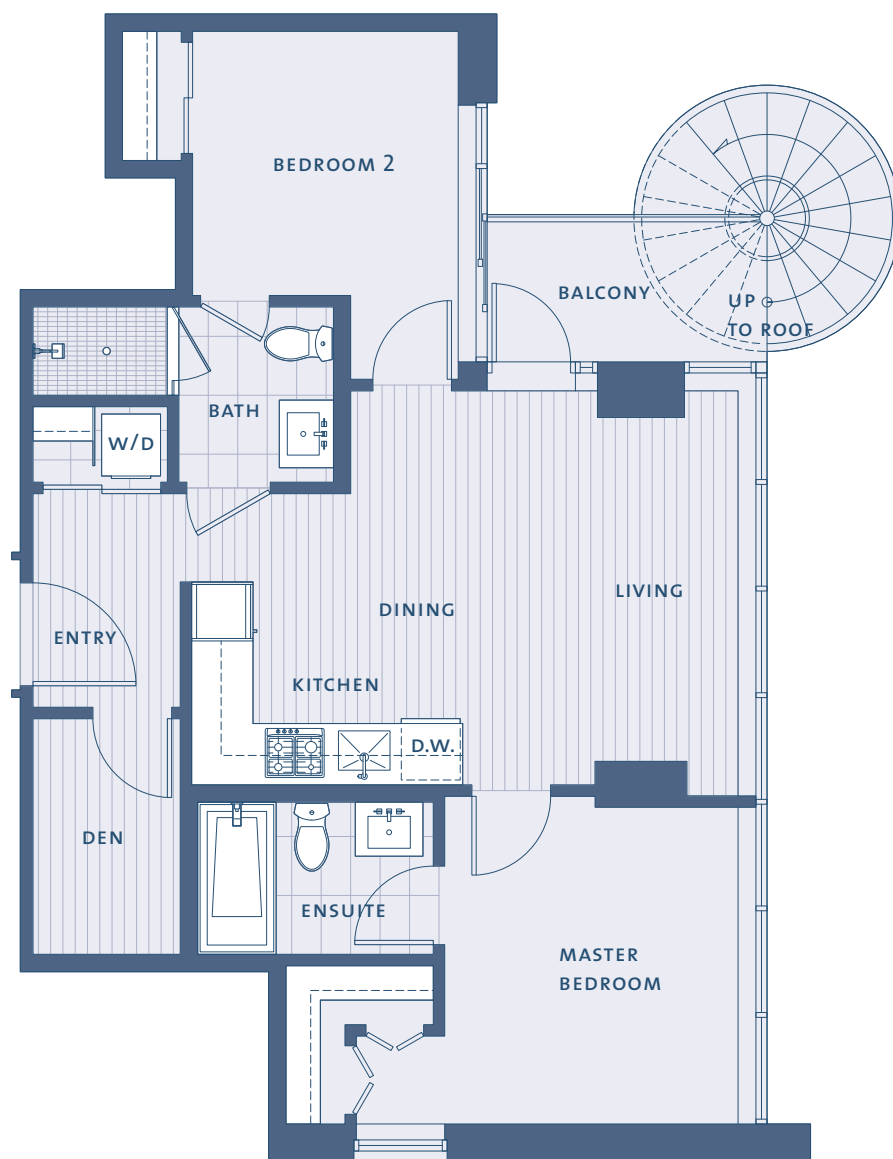 BEDROOM 2
BALCONY
UP
TO ROOF
BATH
W/D
DINING
LIVING
ENTRY
KITCHEN
D.W.
DEN
ENSUITE
MASTER
BEDROOM